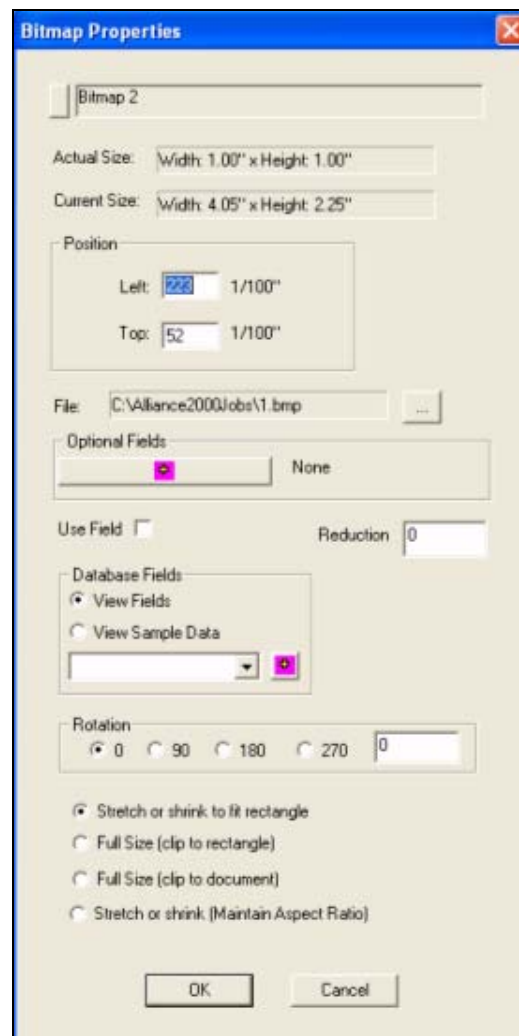 Bitmap Properties
Bitmap 2
Actual Size: Width: 1.00" x Height: 1.00"
Current Size: Width: 4.05" x Height: 2.25"
Position
Left: 223 1/100"
Top: 52 1/100"
File: C:\Alliance2000Jobs\1.bmp ...
Optional Fields
None
Use Field Reduction 0
Database Fields
View Fields
View Sample Data
Rotation
0 90 180 270 0
Stretch or shrink to fit rectangle
Full Size (clip to rectangle)
Full Size (clip to document)
Stretch or shrink (Maintain Aspect Ratio)
OK Cancel